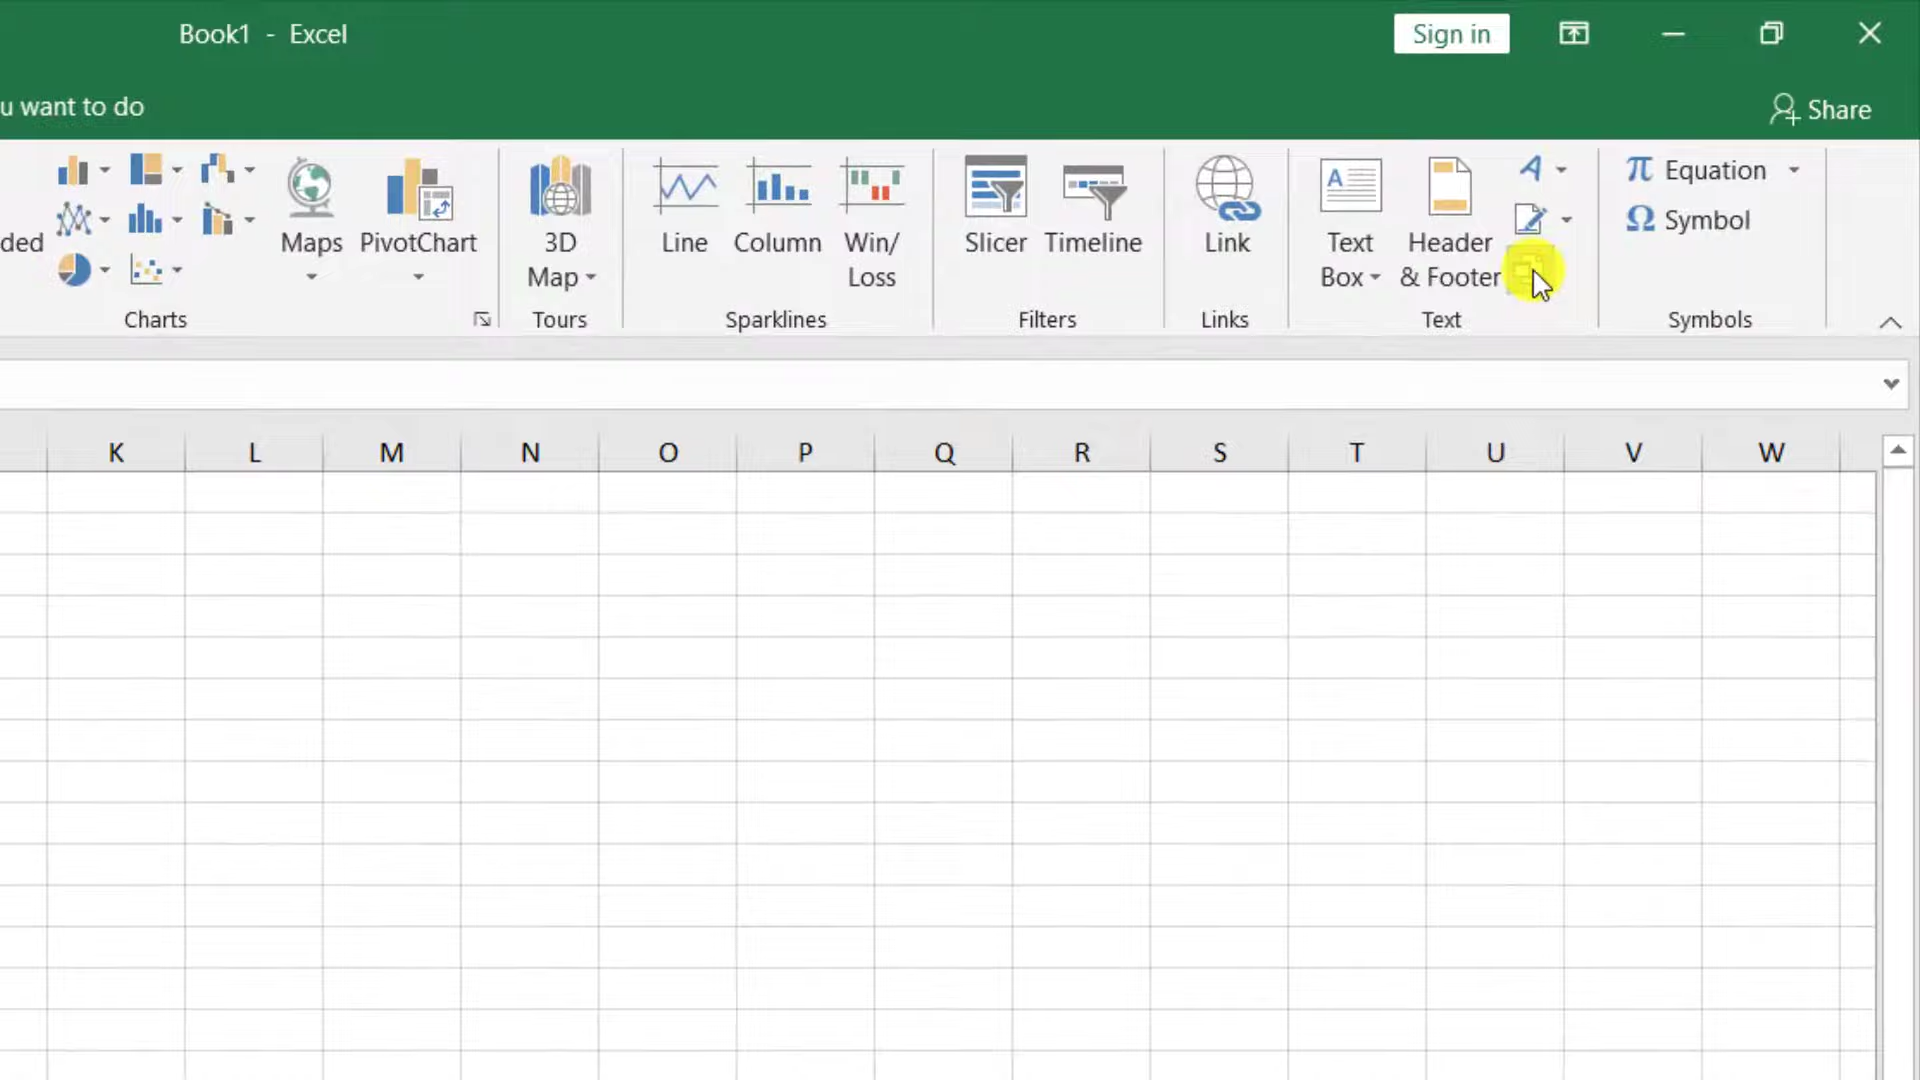 Book1 - Excel
Sign in
u want to do
Share
ded
Maps
PivotChart
3D
Map
Line
Column
Win/
Loss
Slicer
Timeline
Link
Text
Box
Header
& Footer
π Equation
Ω Symbol
Charts
Tours
Sparklines
Filters
Links
Text
Symbols
K L M N O P Q R S T U V W